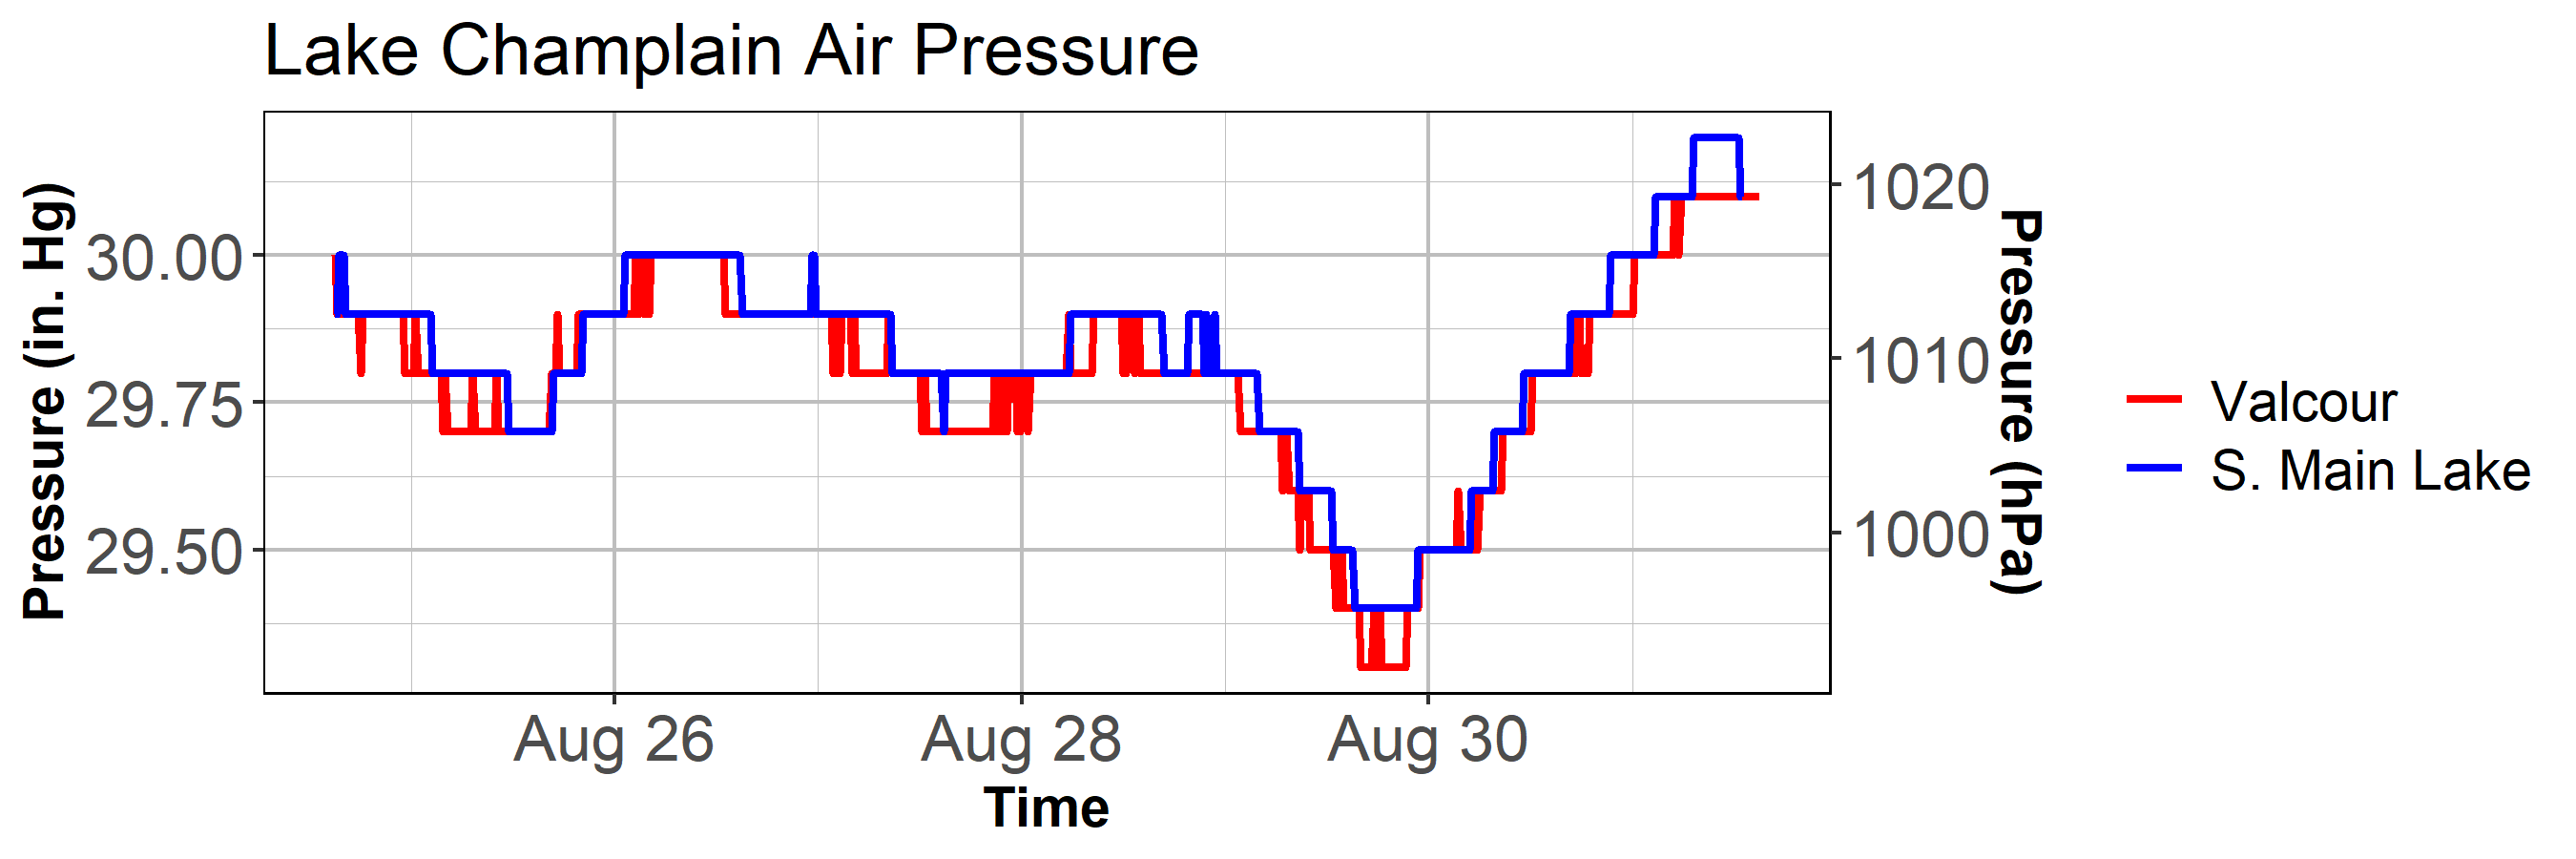 Lake Champlain Air Pressure
Pressure (in. Hg)
30.00
29.75
29.50
1020
1010
1000
Pressure (hPa)
Aug 26
Aug 28
Aug 30
Time
Valcour
S. Main Lake